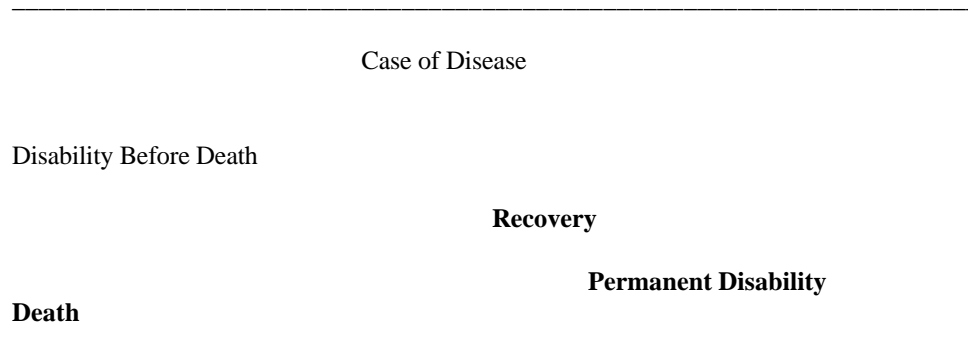 Case of Disease
Disability Before Death
Recovery
Permanent Disability
Death